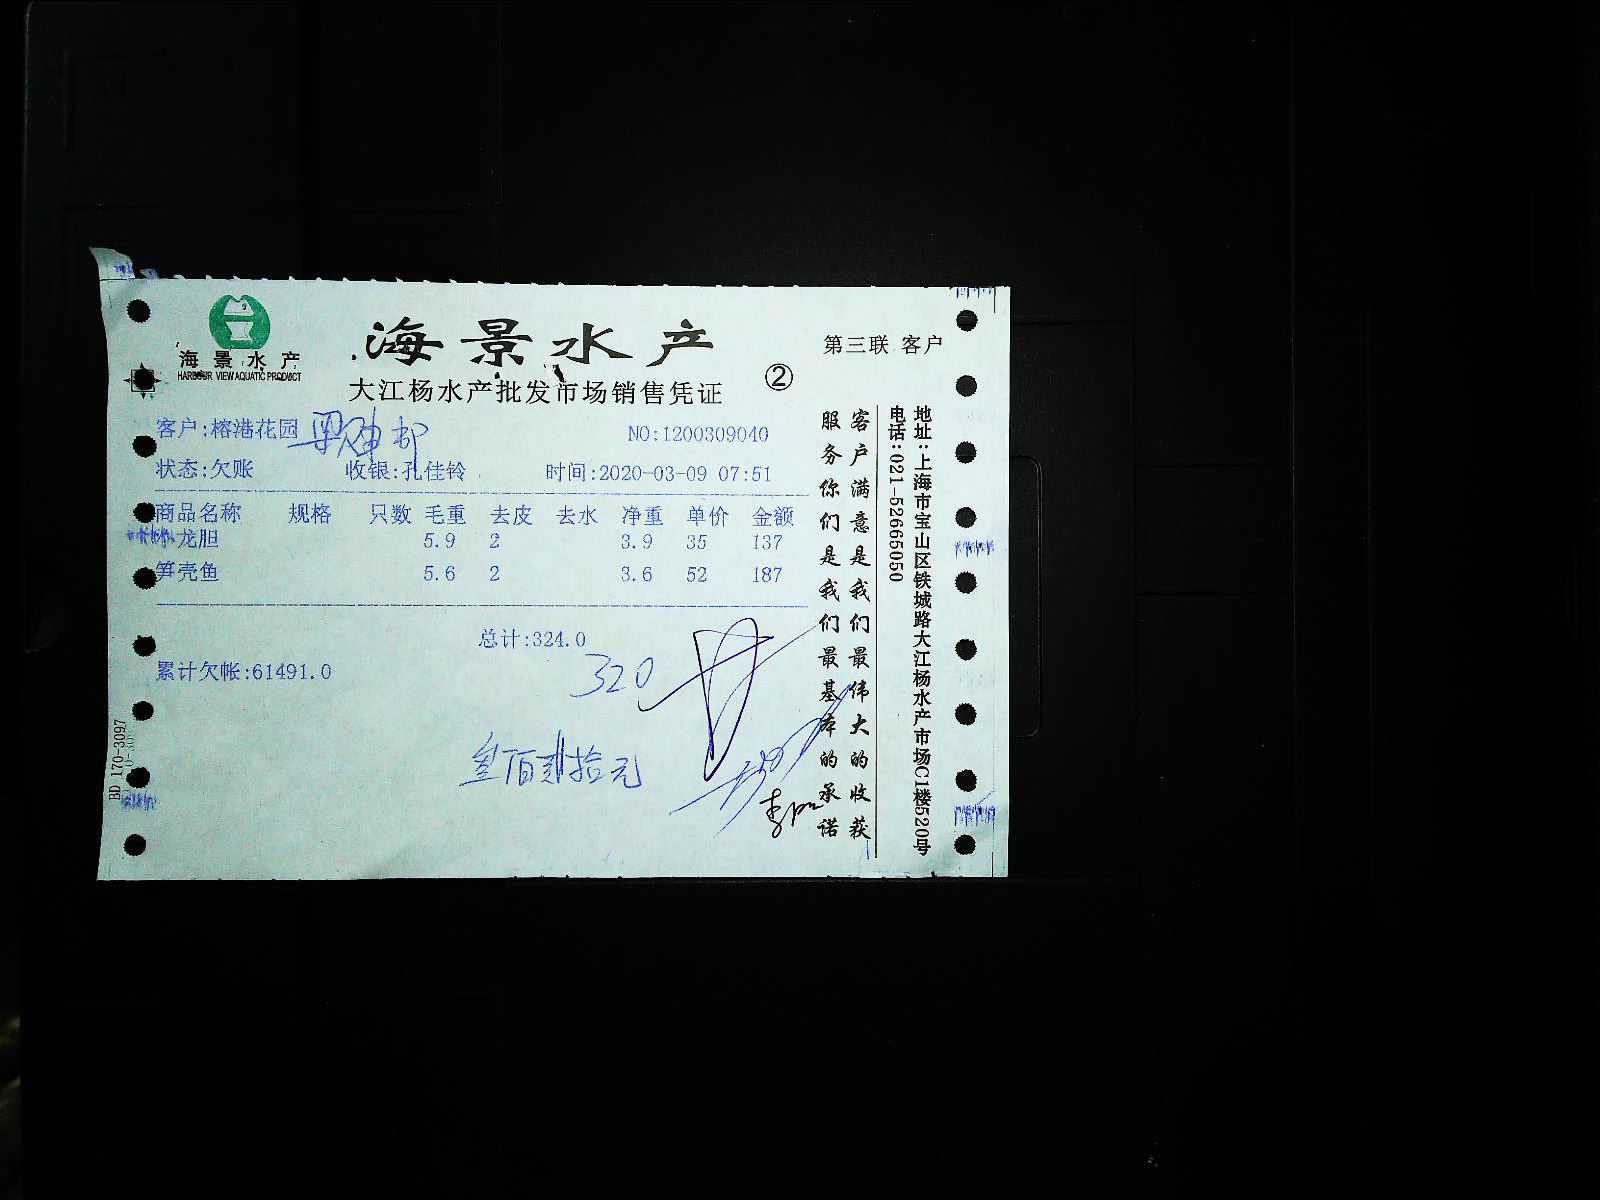 海景水产
HARBOUR VIEW AQUATIC PRODUCT
海景水产
大江杨水产批发市场销售凭证
②
第三联 客户
客户:榕港花园
NO:1200309040
状态:欠账 收银:孔佳铃 时间:2020-03-09 07:51
商品名称 规格 只数 毛重 去皮 去水 净重 单价 金额
龙胆 5.9 2 3.9 35 137
笋壳鱼 5.6 2 3.6 52 187
总计:324.0
累计欠帐:61491.0
320
叁佰贰拾元
客户满意是我们最伟大的收获
服务你们是我们最基本的承诺
地址:上海市宝山区铁城路大江杨水产市场C1楼520号
电话:021-52665050
BD 170-3097